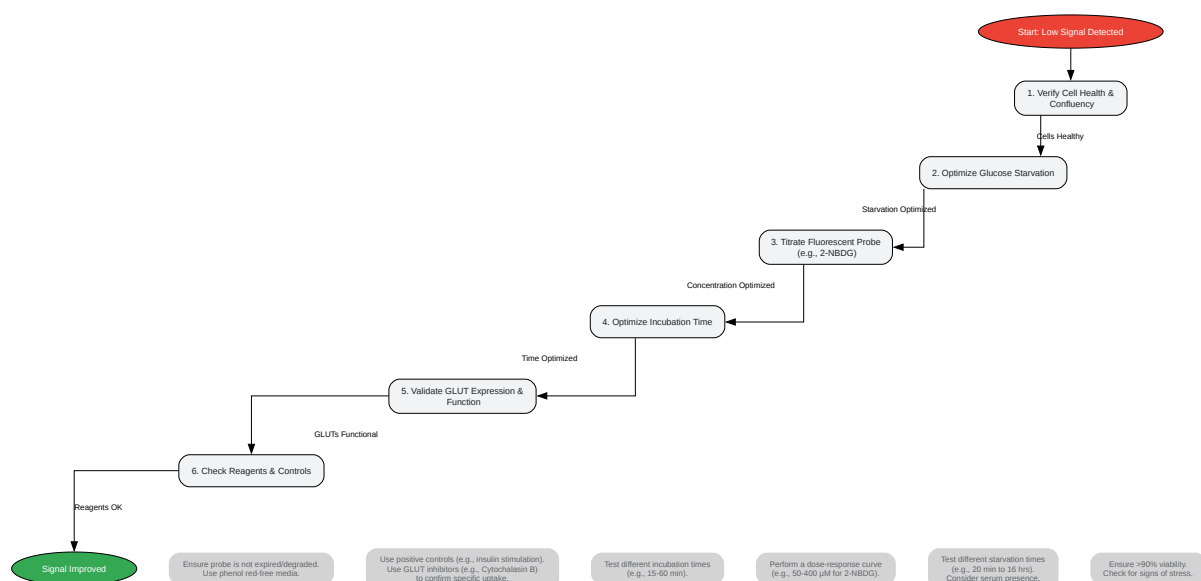 Start: Low Signal Detected
1. Verify Cell Health &
Confluency
Cells Healthy
2. Optimize Glucose Starvation
Starvation Optimized
3. Titrate Fluorescent Probe
(e.g., 2-NBDG)
Concentration Optimized
4. Optimize Incubation Time
Time Optimized
5. Validate GLUT Expression &
Function
GLUTs Functional
6. Check Reagents & Controls
Reagents OK
Signal Improved
Ensure probe is not expired/degraded.
Use phenol red-free media.
Use positive controls (e.g., insulin stimulation).
Use GLUT inhibitors (e.g., Cytochalasin B)
to confirm specific uptake.
Test different incubation times
(e.g., 15-60 min).
Perform a dose-response curve
(e.g., 50-400 μM for 2-NBDG).
Test different starvation times
(e.g., 20 min to 16 hrs).
Consider serum presence.
Ensure >90% viability.
Check for signs of stress.